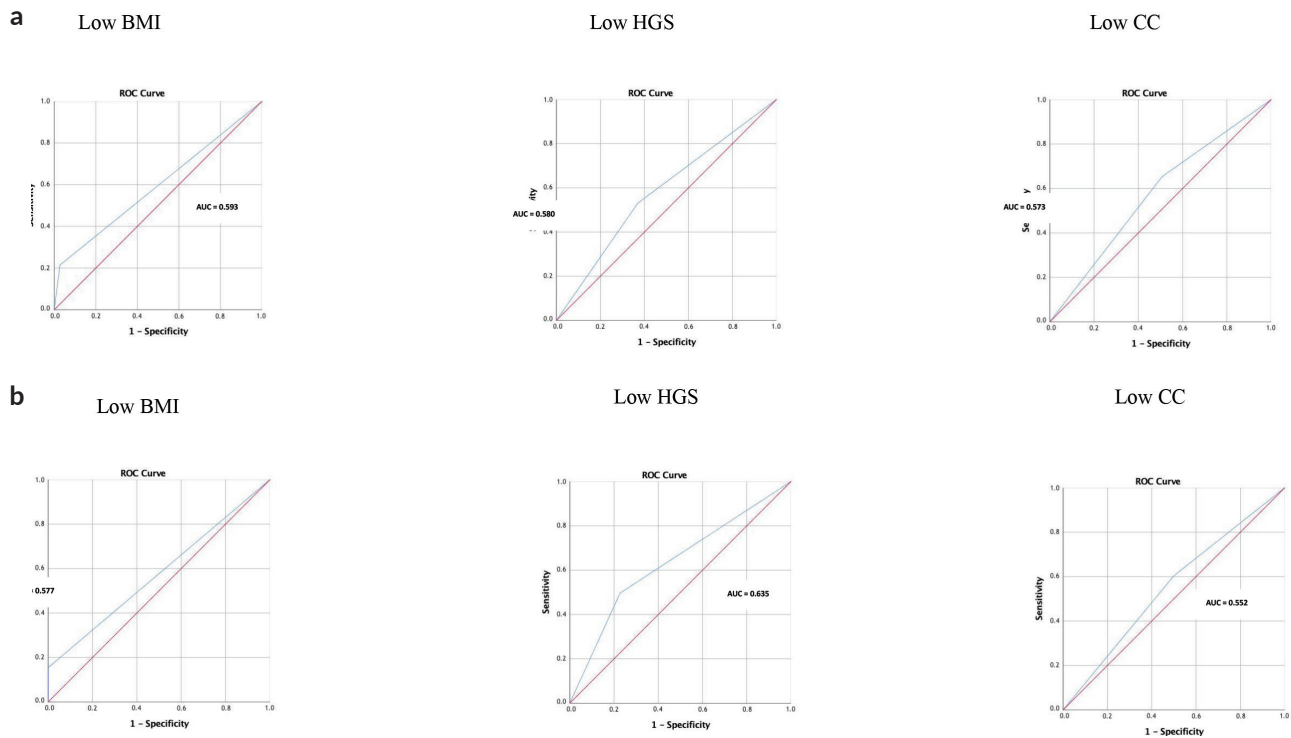 a
Low BMI
Low HGS
Low CC
ROC Curve
1.0
0.8
0.6
0.4
0.2
0.0
AUC = 0.593
0.0 0.2 0.4 0.6 0.8 1.0
1 – Specificity
ROC Curve
1.0
0.8
0.6
AUC = 0.580
0.4
0.2
0.0
0.0 0.2 0.4 0.6 0.8 1.0
1 – Specificity
ROC Curve
1.0
0.8
0.6
y
AUC = 0.573
Se
0.4
0.2
0.0
0.0 0.2 0.4 0.6 0.8 1.0
1 – Specificity
b
Low BMI
Low HGS
Low CC
ROC Curve
1.0
0.8
0.6
0.577
0.4
0.2
0.0
0.0 0.2 0.4 0.6 0.8 1.0
1 – Specificity
ROC Curve
1.0
0.8
0.6
Sensitivity
AUC = 0.635
0.4
0.2
0.0
0.0 0.2 0.4 0.6 0.8 1.0
1 – Specificity
ROC Curve
1.0
0.8
0.6
Sensitivity
AUC = 0.552
0.4
0.2
0.0
0.0 0.2 0.4 0.6 0.8 1.0
1 – Specificity